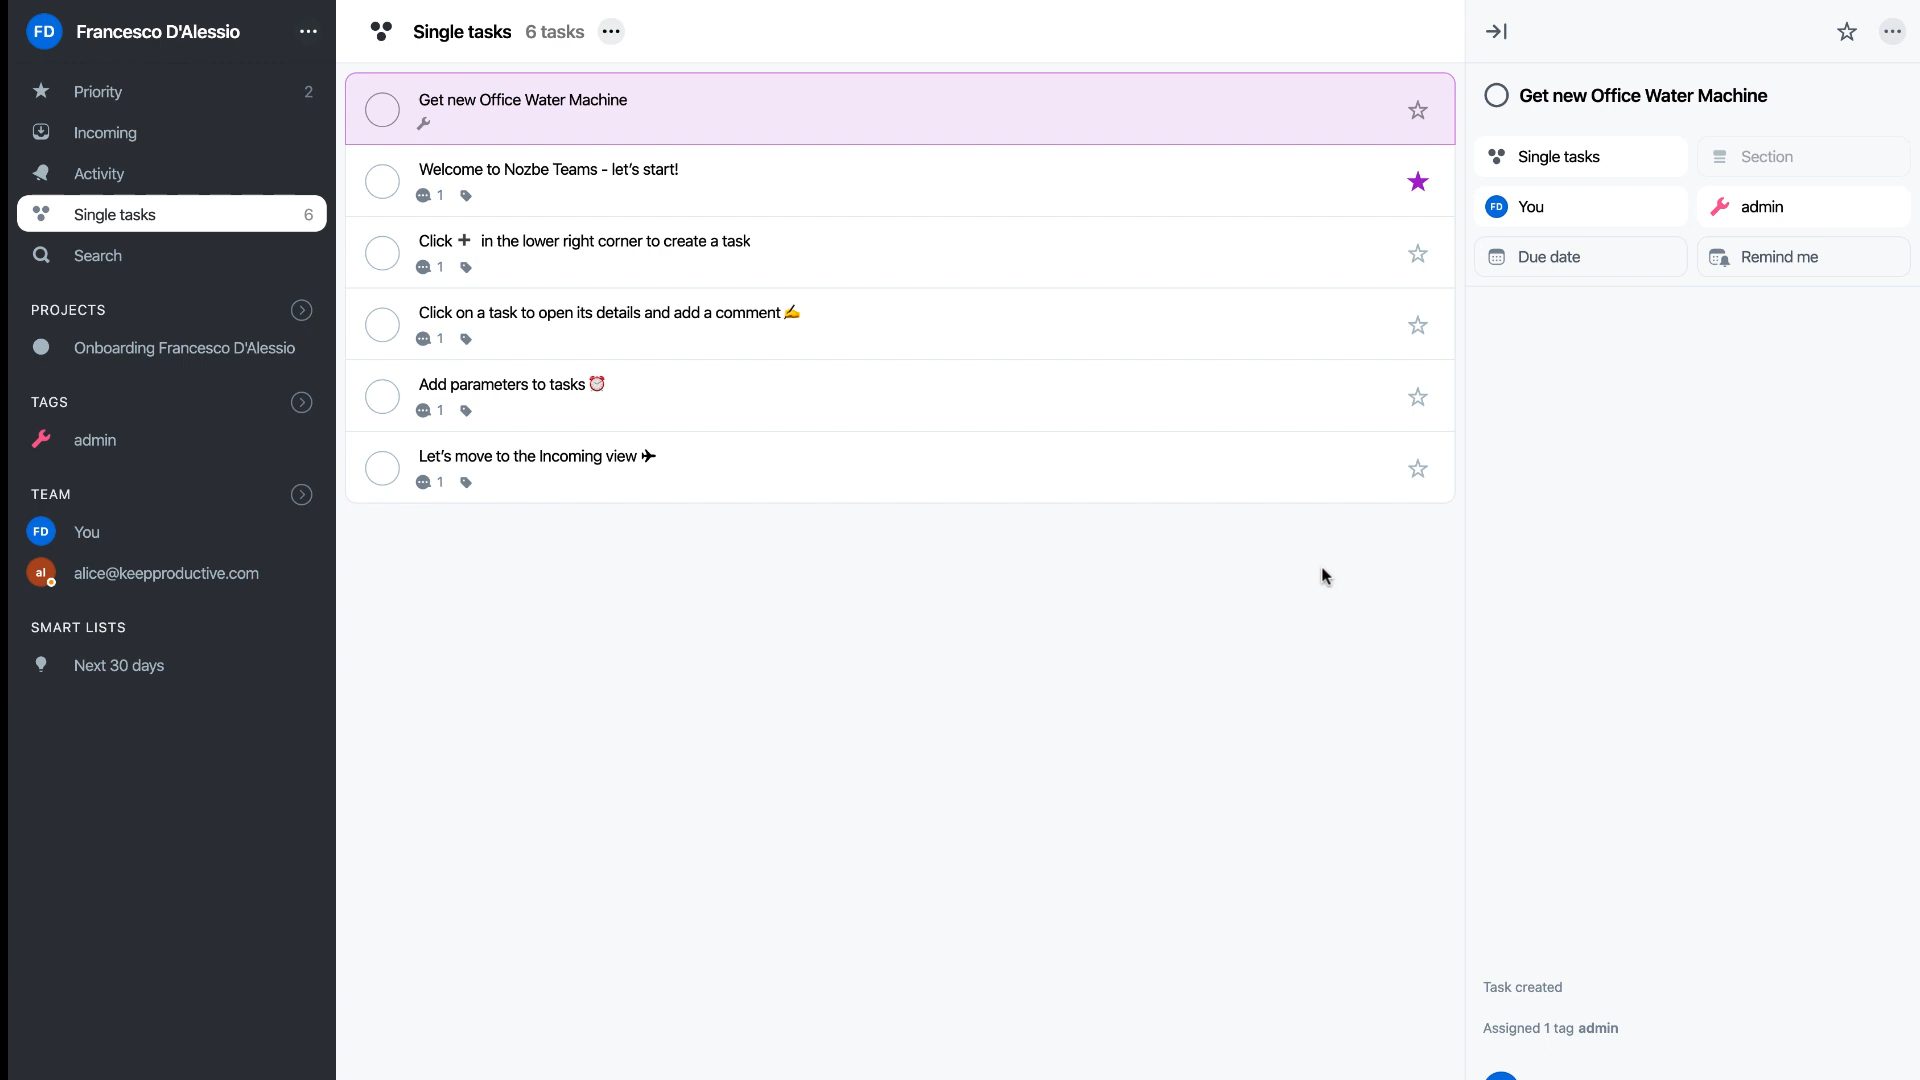 FD Francesco D'Alessio
Priority 2
Incoming
Activity
Single tasks 6
Search
PROJECTS
Onboarding Francesco D'Alessio
TAGS
admin
TEAM
FD You
al alice@keepproductive.com
SMART LISTS
Next 30 days
Single tasks 6 tasks
Get new Office Water Machine
Welcome to Nozbe Teams - let's start!
1
Click + in the lower right corner to create a task
1
Click on a task to open its details and add a comment ✍️
1
Add parameters to tasks ⏰
1
Let's move to the Incoming view ✈
1
Get new Office Water Machine
Single tasks Section
FD You admin
Due date Remind me
Task created
Assigned 1 tag admin